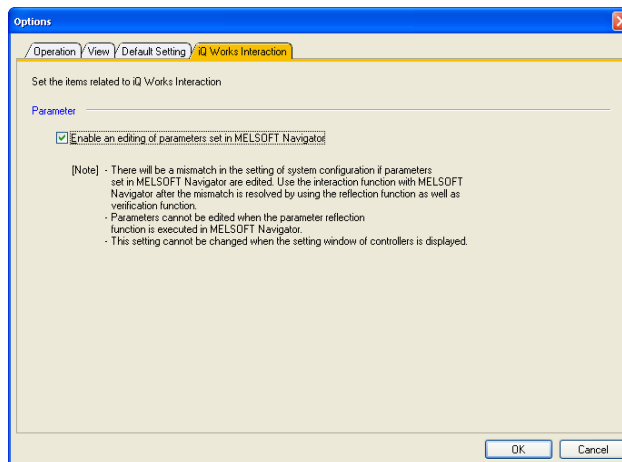 Options
Operation
View
Default Setting
iQ Works Interaction
Set the items related to iQ Works Interaction
Parameter
Enable an editing of parameters set in MELSOFT Navigator
[Note] - There will be a mismatch in the setting of system configuration if parameters
set in MELSOFT Navigator are edited. Use the interaction function with MELSOFT
Navigator after the mismatch is resolved by using the reflection function as well as
verification function.
- Parameters cannot be edited when the parameter reflection
function is executed in MELSOFT Navigator.
- This setting cannot be changed when the setting window of controllers is displayed.
OK
Cancel